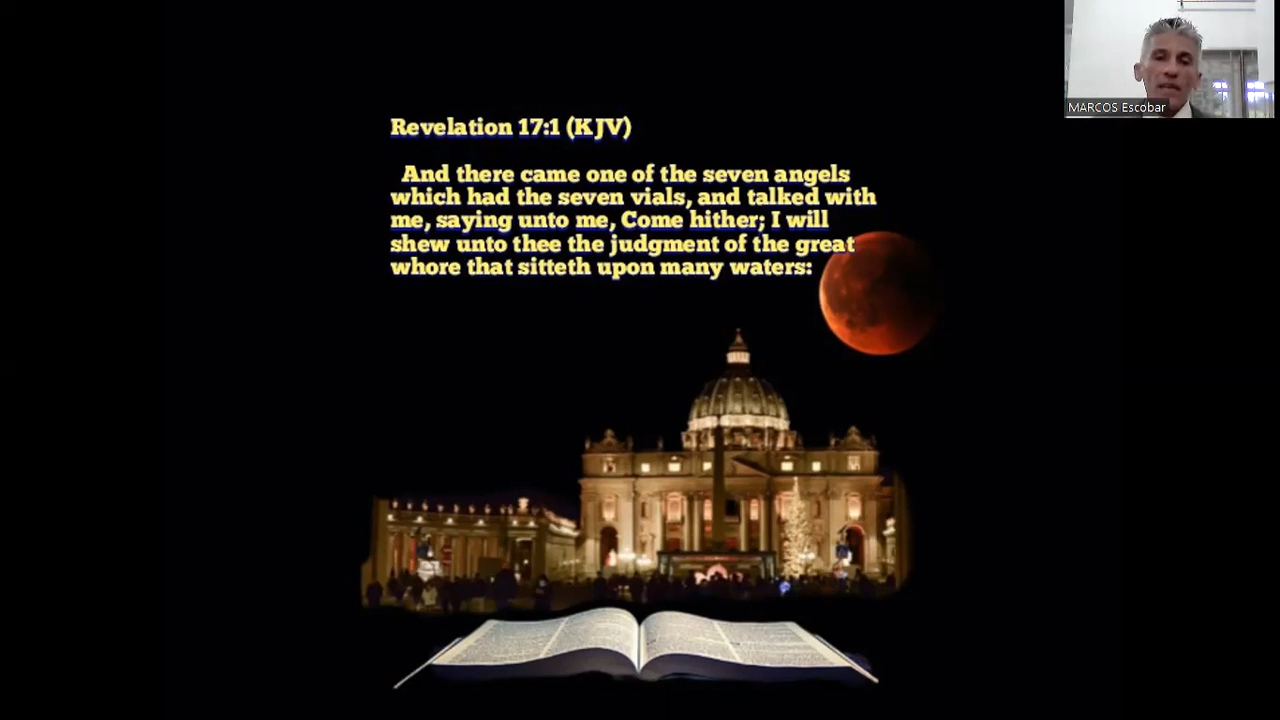 MARCOS Escobar
Revelation 17:1 (KJV)
And there came one of the seven angels
which had the seven vials, and talked with
me, saying unto me, Come hither; I will
shew unto thee the judgment of the great
whore that sitteth upon many waters: